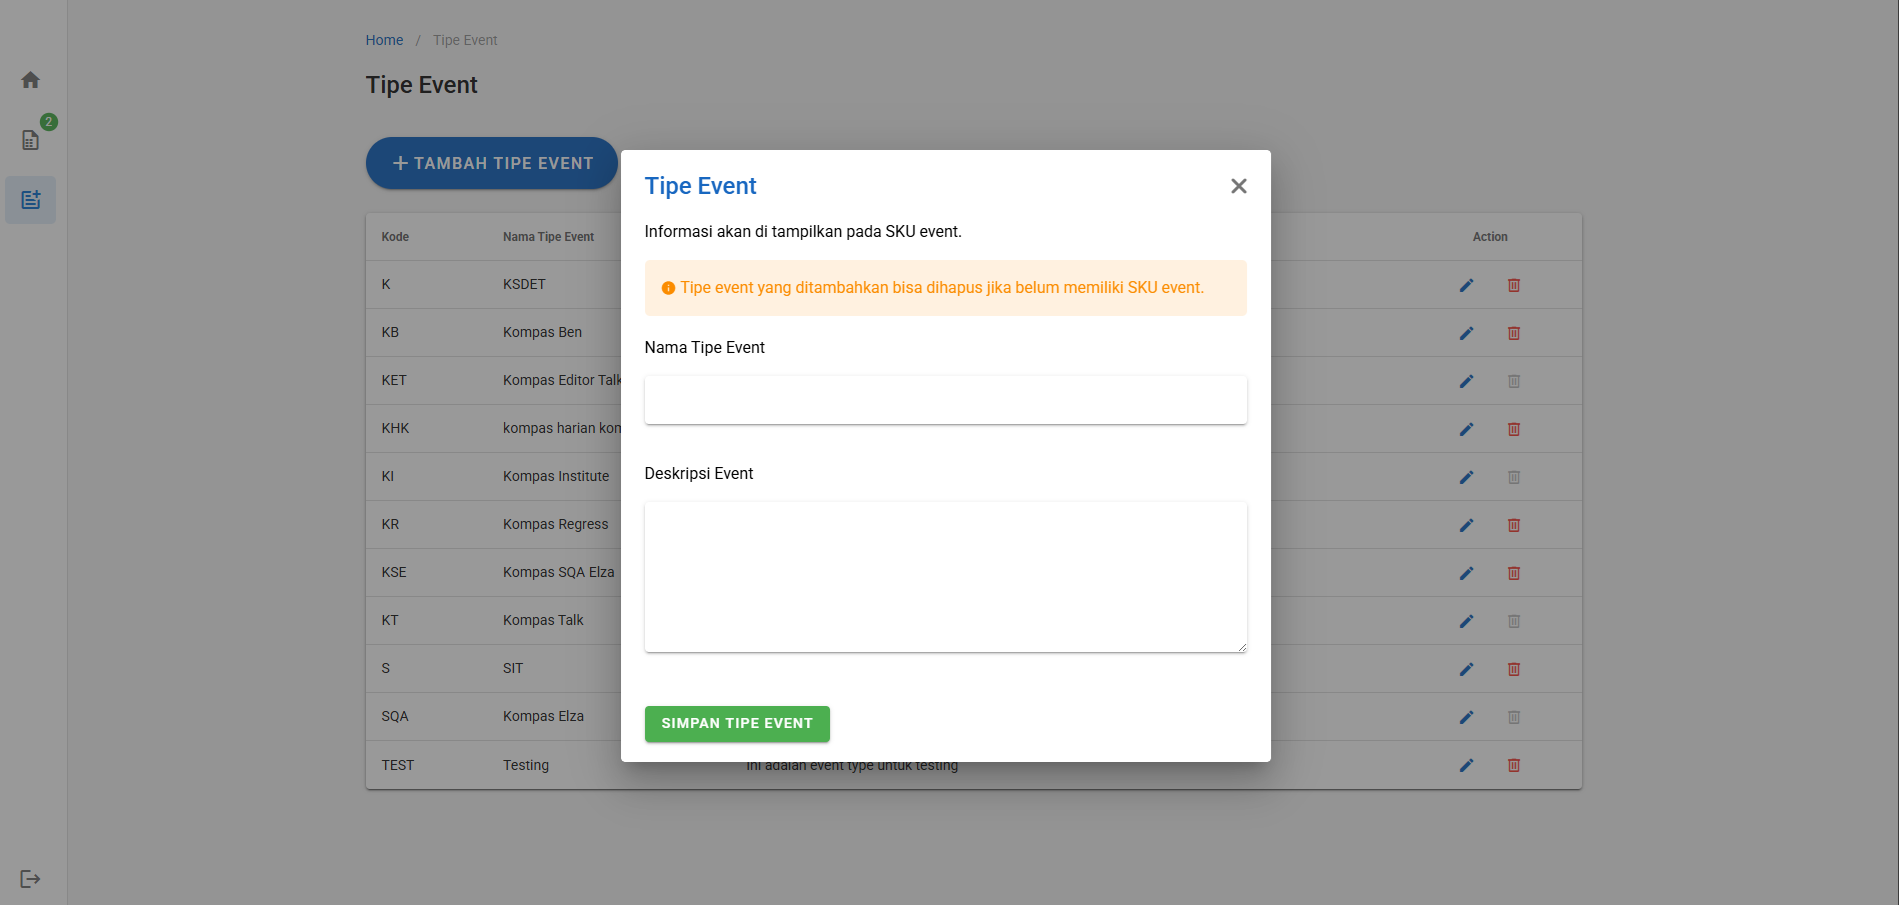 Home / Tipe Event
Tipe Event
2
+ TAMBAH TIPE EVENT
Kode Nama Tipe Event Action
K KSDET
KB Kompas Ben
KET Kompas Editor Talk
KHK kompas harian kom
KI Kompas Institute
KR Kompas Regress
KSE Kompas SQA Elza
KT Kompas Talk
S SIT
SQA Kompas Elza
TEST Testing Ini adalah event type untuk testing
Tipe Event
Informasi akan di tampilkan pada SKU event.
Tipe event yang ditambahkan bisa dihapus jika belum memiliki SKU event.
Nama Tipe Event
Deskripsi Event
SIMPAN TIPE EVENT